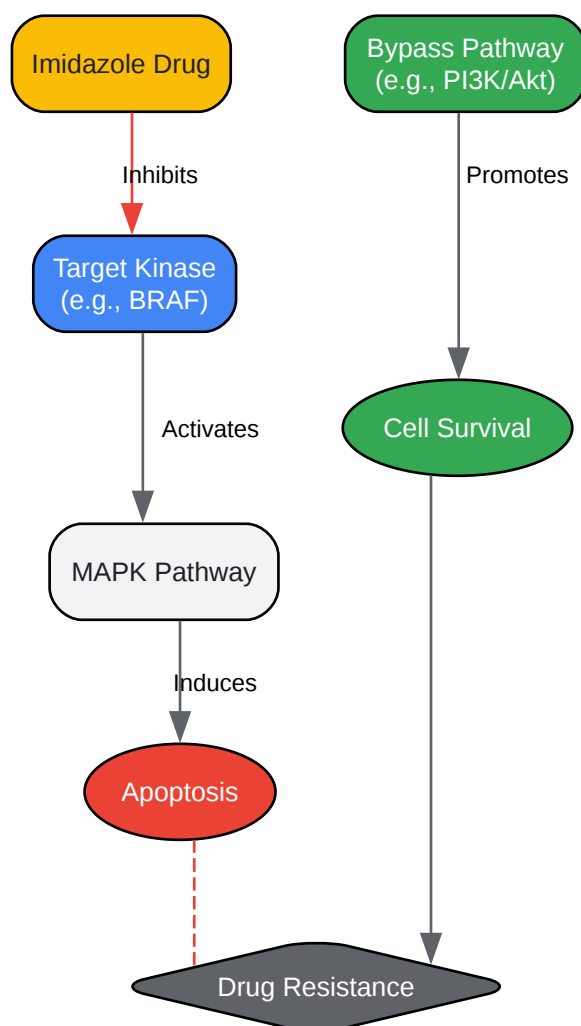 Imidazole Drug
Bypass Pathway
(e.g., PI3K/Akt)
Inhibits
Promotes
Target Kinase
(e.g., BRAF)
Activates
Cell Survival
MAPK Pathway
Induces
Apoptosis
Drug Resistance